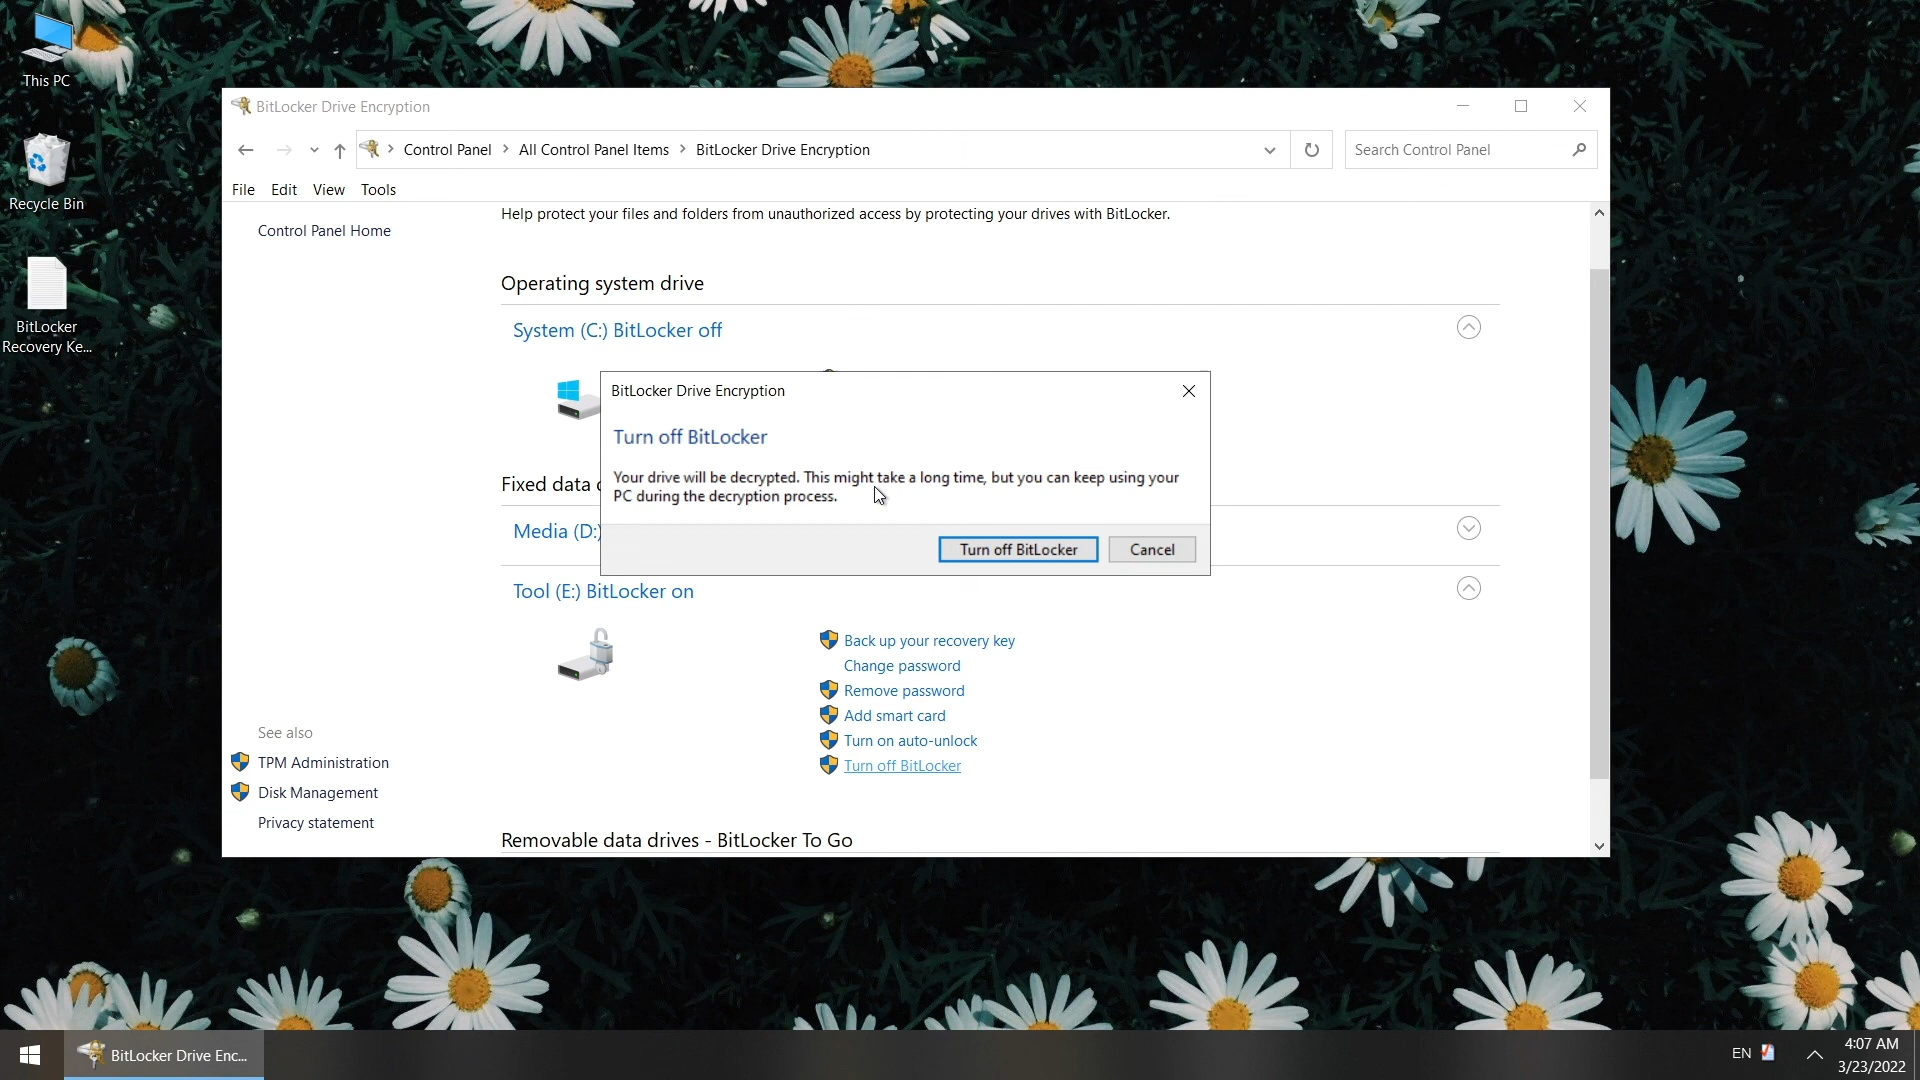 This PC
Recycle Bin
BitLocker
Recovery Ke...
BitLocker Drive Encryption
Control Panel
All Control Panel Items
BitLocker Drive Encryption
Search Control Panel
File Edit View Tools
Control Panel Home
Help protect your files and folders from unauthorized access by protecting your drives with BitLocker.
Operating system drive
System (C:) BitLocker off
BitLocker Drive Encryption
Turn off BitLocker
Your drive will be decrypted. This might take a long time, but you can keep using your
PC during the decryption process.
Turn off BitLocker
Cancel
Fixed data
Media (D:)
Tool (E:) BitLocker on
Back up your recovery key
Change password
Remove password
Add smart card
Turn on auto-unlock
Turn off BitLocker
See also
TPM Administration
Disk Management
Privacy statement
Removable data drives - BitLocker To Go
BitLocker Drive Enc...
EN
4:07 AM
3/23/2022